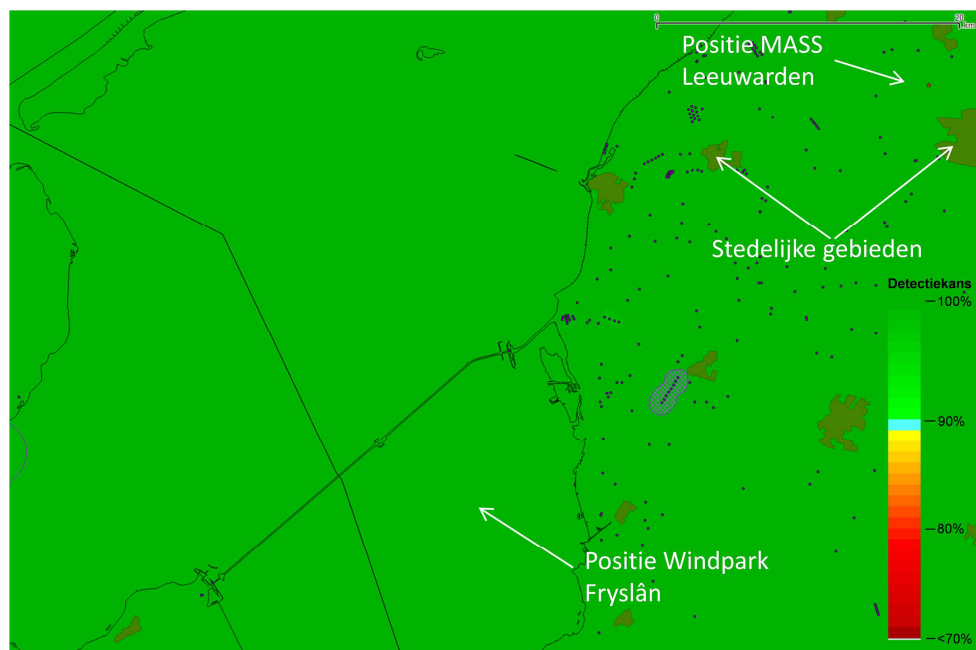 0
20
km
Positie MASS
Leeuwarden
Stedelijke gebieden
Detectiekans
100%
90%
80%
<70%
Positie Windpark
Fryslân